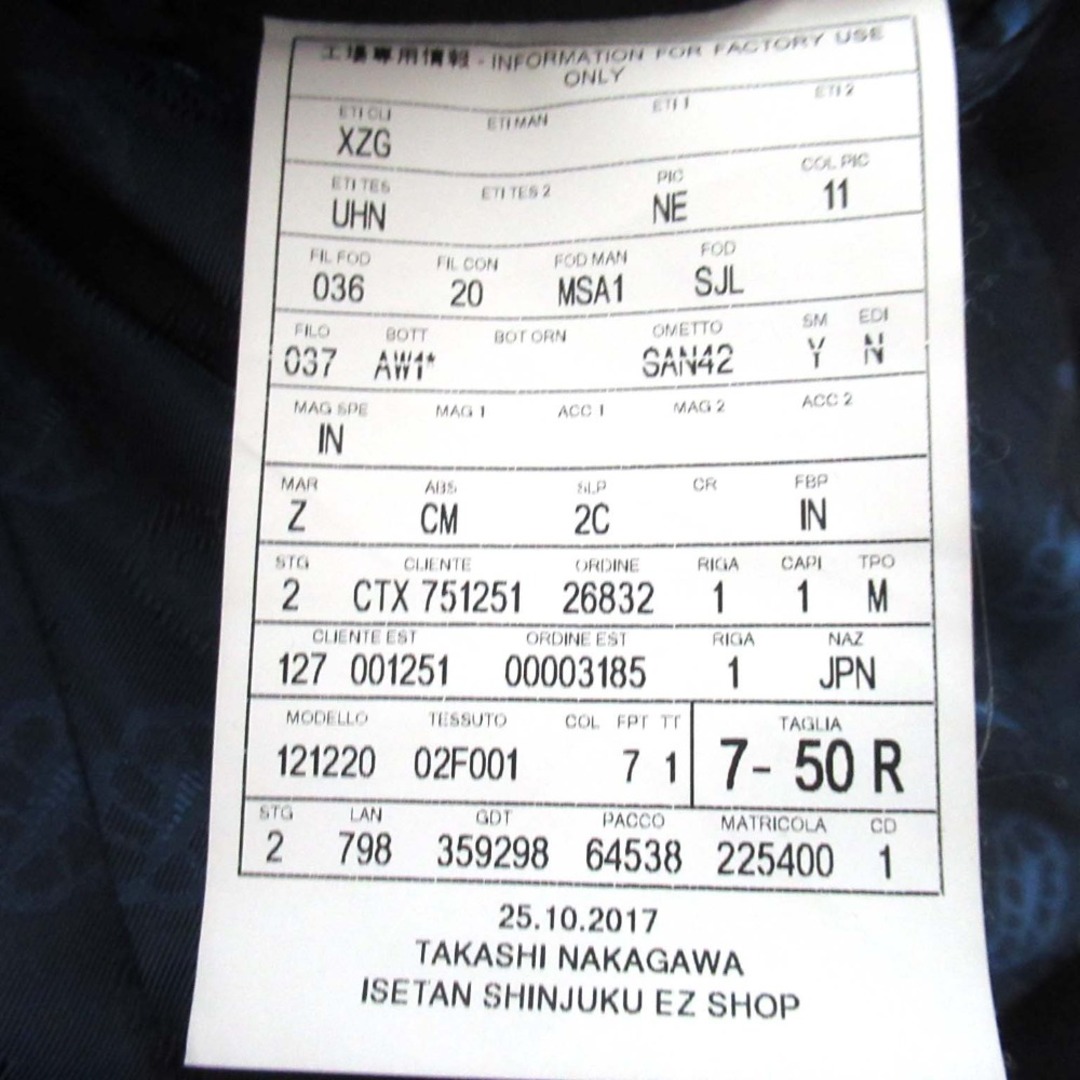 工場專用情報 - INFORMATION FOR FACTORY USE
ONLY
ETI CLI ETI MAN ETI 1 ETI 2
XZG
ETI TES ETI TES 2 PIC COL PIC
UHN NE 11
FIL FOD FIL CON FOD MAN FOD
036 20 MSA1 SJL
FILO BOTT BOT ORN OMETTO SM EDI
037 AW1* SAN42 Y N
MAG SPE MAG 1 ACC 1 MAG 2 ACC 2
IN
MAR ABS SLP CR FBP
Z CM 2C IN
STG CLIENTE ORDINE RIGA CAPI TPO
2 CTX 751251 26832 1 1 M
CLIENTE EST ORDINE EST RIGA NAZ
127 001251 00003185 1 JPN
MODELLO TESSUTO COL FPT TT TAGLIA
121220 02F001 7 1 7- 50 R
STG LAN GDT PACCO MATRICOLA CD
2 798 359298 64538 225400 1
25.10.2017
TAKASHI NAKAGAWA
ISETAN SHINJUKU EZ SHOP